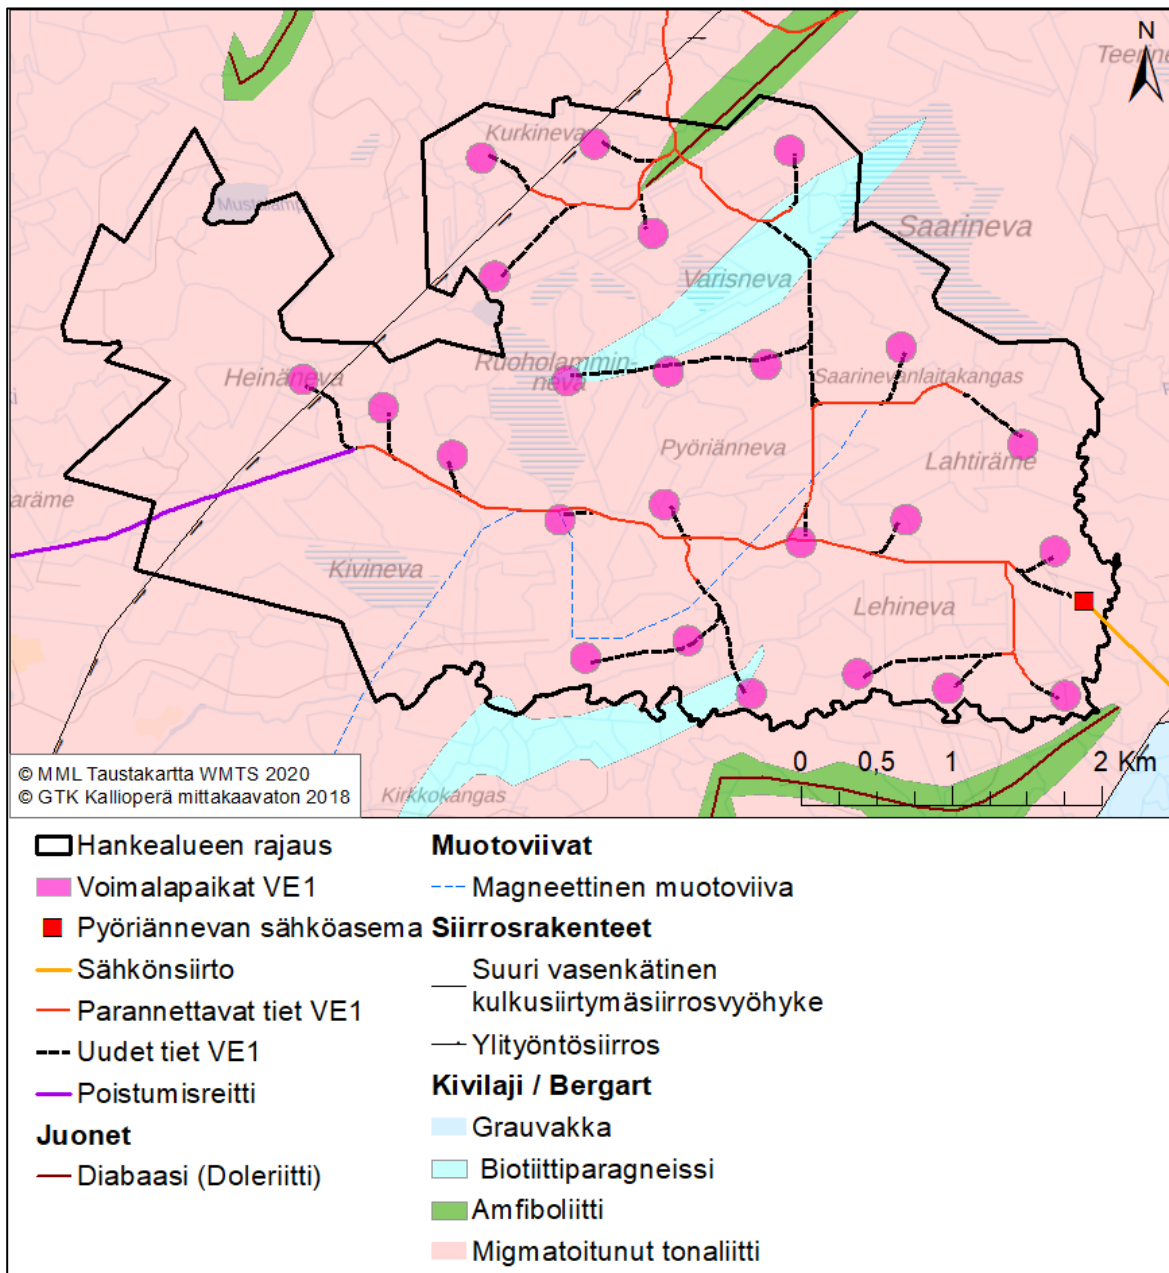 N
Teerine
Kurkineva
Mustalamp
Saarineva
Varisneva
Ruoholammin-
neva
Heinäneva
Saarinevanlaitakangas
Pyöriänneva
Lahtiräme
aräme
Kivineva
Lehineva
Kirkkokangas
0 0,5 1 2 Km
© MML Taustakartta WMTS 2020
© GTK Kallioperä mittakaavaton 2018
Hankealueen rajaus
Voimalapaikat VE1
Pyöriännevan sähköasema
Sähkönsiirto
Parannettavat tiet VE1
Uudet tiet VE1
Poistumisreitti
Juonet
Diabaasi (Doleriitti)
Muotoviivat
Magneettinen muotoviiva
Siirrosrakenteet
Suuri vasenkätinen
kulkusiirtymäsiirrosvyöhyke
Ylityöntösiirros
Kivilaji / Bergart
Grauvakka
Biotiittiparagneissi
Amfiboliitti
Migmatoitunut tonaliitti